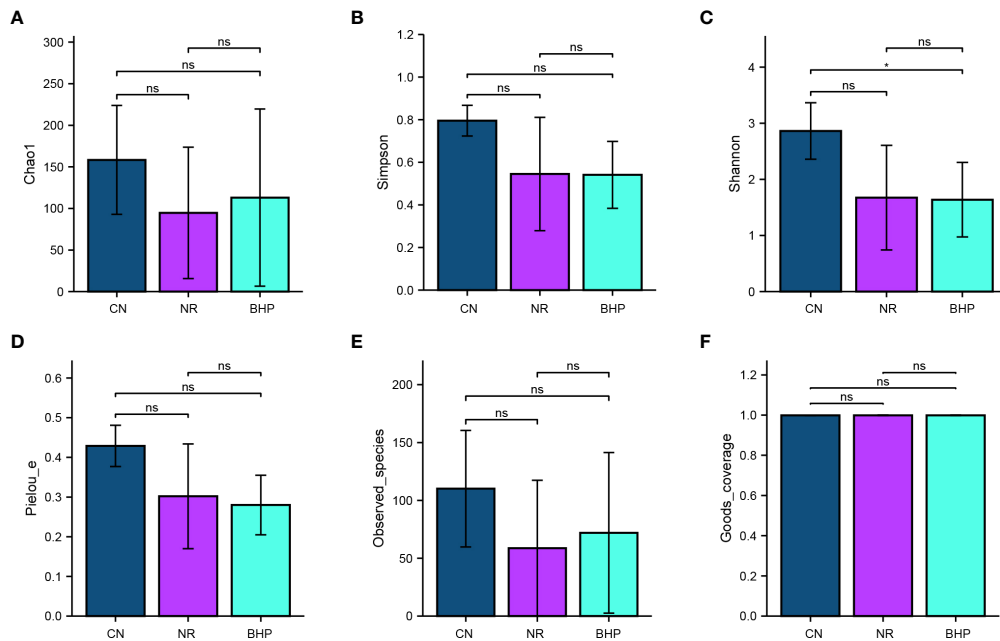 A
300
250
200
150
100
50
0
Chao1
ns
ns
ns
CN NR BHP
B
1.2
1.0
0.8
0.6
0.4
0.2
0.0
Simpson
ns
ns
ns
CN NR BHP
C
4
3
2
1
0
Shannon
ns
*
ns
CN NR BHP
D
0.6
0.5
0.4
0.3
0.2
0.1
0.0
Pielou_e
ns
ns
ns
CN NR BHP
E
200
150
100
50
0
Observed_species
ns
ns
ns
CN NR BHP
F
1.2
1.0
0.8
0.6
0.4
0.2
0.0
Goods_coverage
ns
ns
ns
CN NR BHP